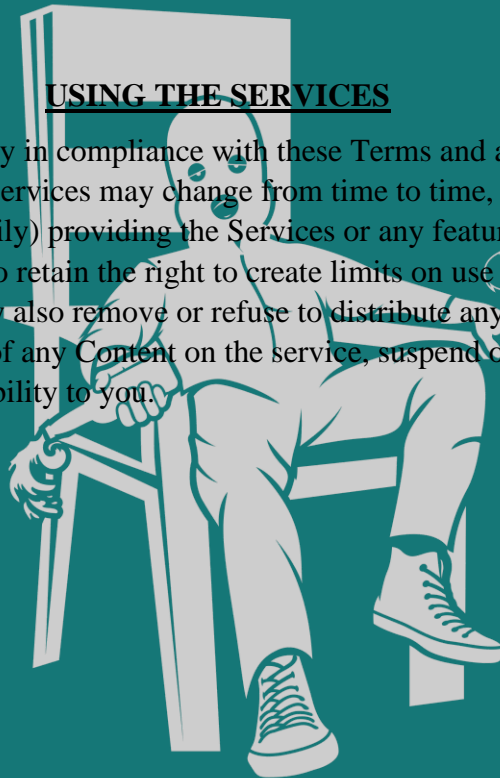 USING THE SERVICES
y in compliance with these Terms and a
ervices may change from time to time,
ily) providing the Services or any featur
o retain the right to create limits on use
also remove or refuse to distribute any
of any Content on the service, suspend o
bility to you.